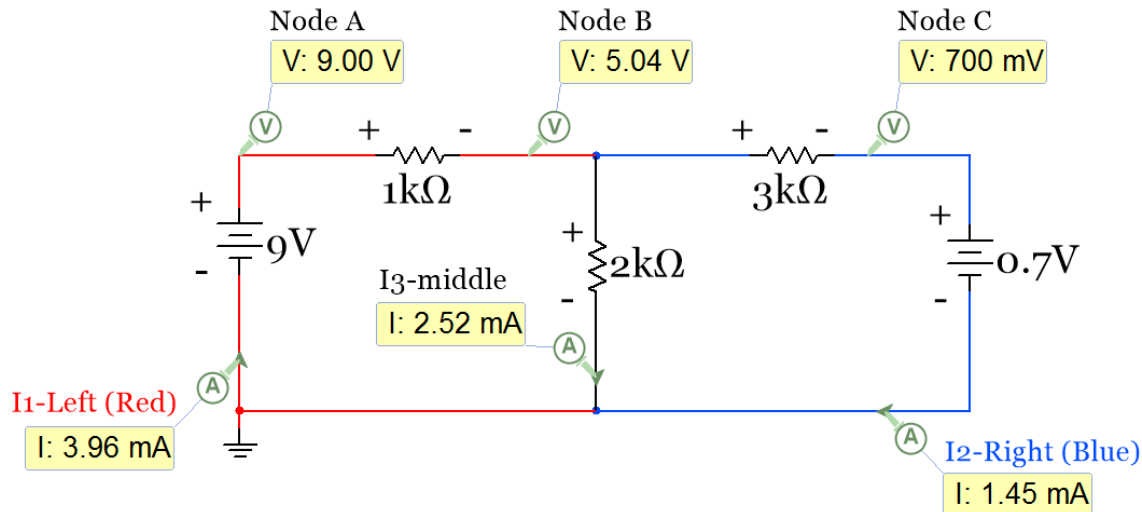 Node A
V: 9.00 V
Node B
V: 5.04 V
Node C
V: 700 mV
V
V
V
+
-
+
-
1kΩ
3kΩ
+
-
9V
+
-
2kΩ
+
-
0.7V
I3-middle
I: 2.52 mA
A
I1-Left (Red)
I: 3.96 mA
A
A
I2-Right (Blue)
I: 1.45 mA